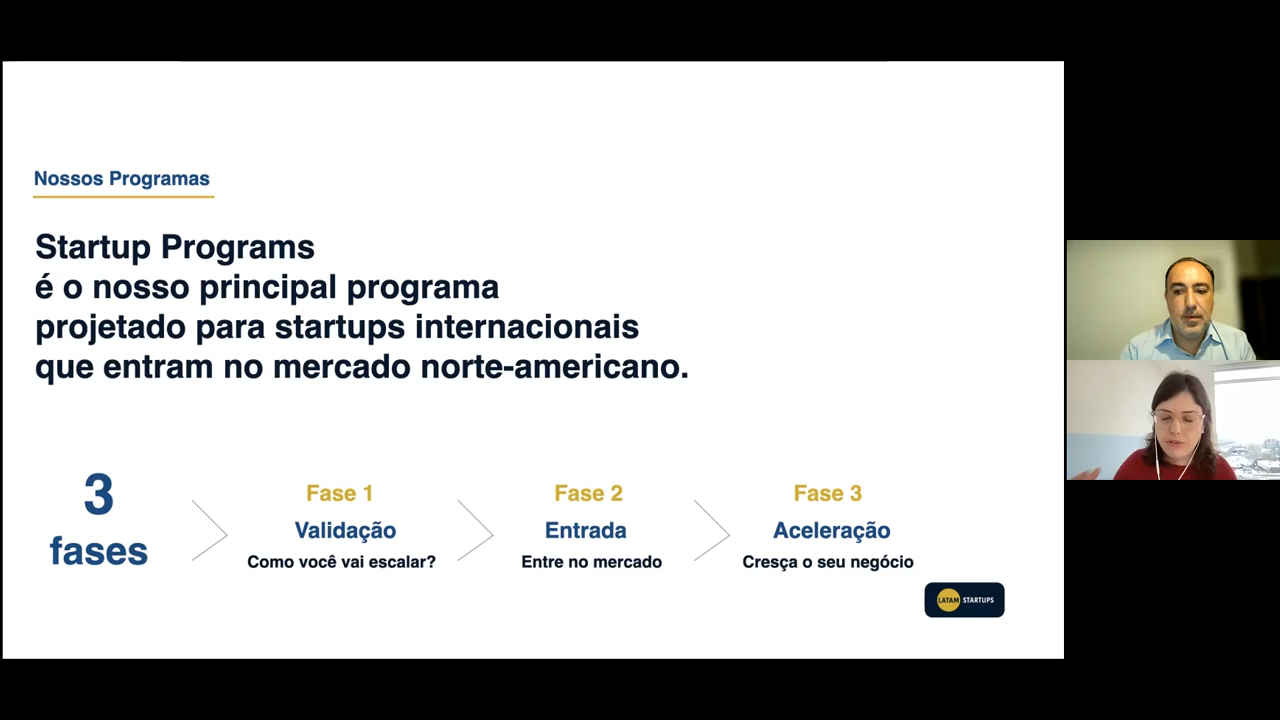 Nossos Programas
Startup Programs
é o nosso principal programa
projetado para startups internacionais
que entram no mercado norte-americano.
3
fases
Fase 1
Validação
Como você vai escalar?
Fase 2
Entrada
Entre no mercado
Fase 3
Aceleração
Cresça o seu negócio
LATAM STARTUPS